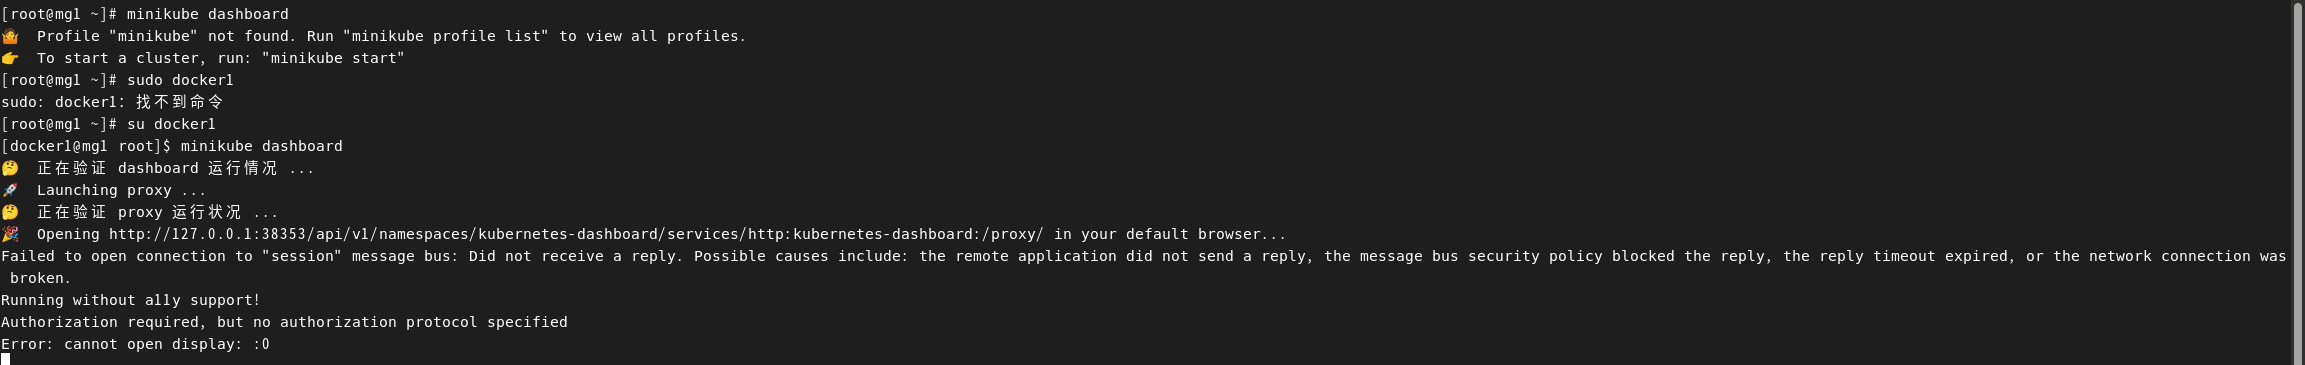 [root@mg1 ~]# minikube dashboard
🤷  Profile "minikube" not found. Run "minikube profile list" to view all profiles.
👉  To start a cluster, run: "minikube start"
[root@mg1 ~]# sudo docker1
sudo: docker1：找不到命令
[root@mg1 ~]# su docker1
[docker1@mg1 root]$ minikube dashboard
🤔  正在验证 dashboard 运行情况 ...
🚀  Launching proxy ...
🤔  正在验证 proxy 运行状况 ...
🎉  Opening http://127.0.0.1:38353/api/v1/namespaces/kubernetes-dashboard/services/http:kubernetes-dashboard:/proxy/ in your default browser...
Failed to open connection to "session" message bus: Did not receive a reply. Possible causes include: the remote application did not send a reply, the message bus security policy blocked the reply, the reply timeout expired, or the network connection was
 broken.
Running without a11y support!
Authorization required, but no authorization protocol specified
Error: cannot open display: :0